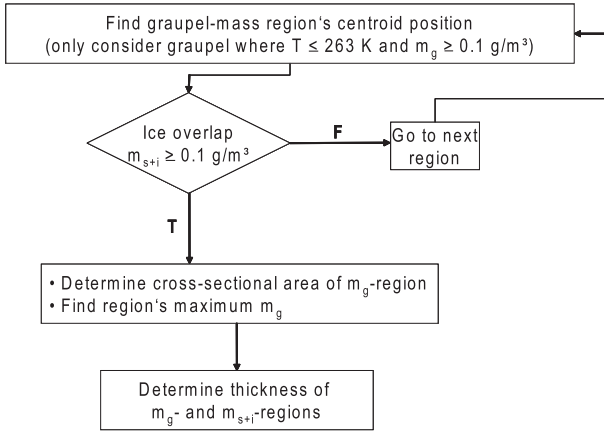 Find graupel-mass region‘s centroid position
(only consider graupel where T ≤ 263 K and m_g ≥ 0.1 g/m³)
Ice overlap
m_s+i ≥ 0.1 g/m³
F
Go to next
region
T
• Determine cross-sectional area of m_g-region
• Find region‘s maximum m_g
Determine thickness of
m_g- and m_s+i-regions